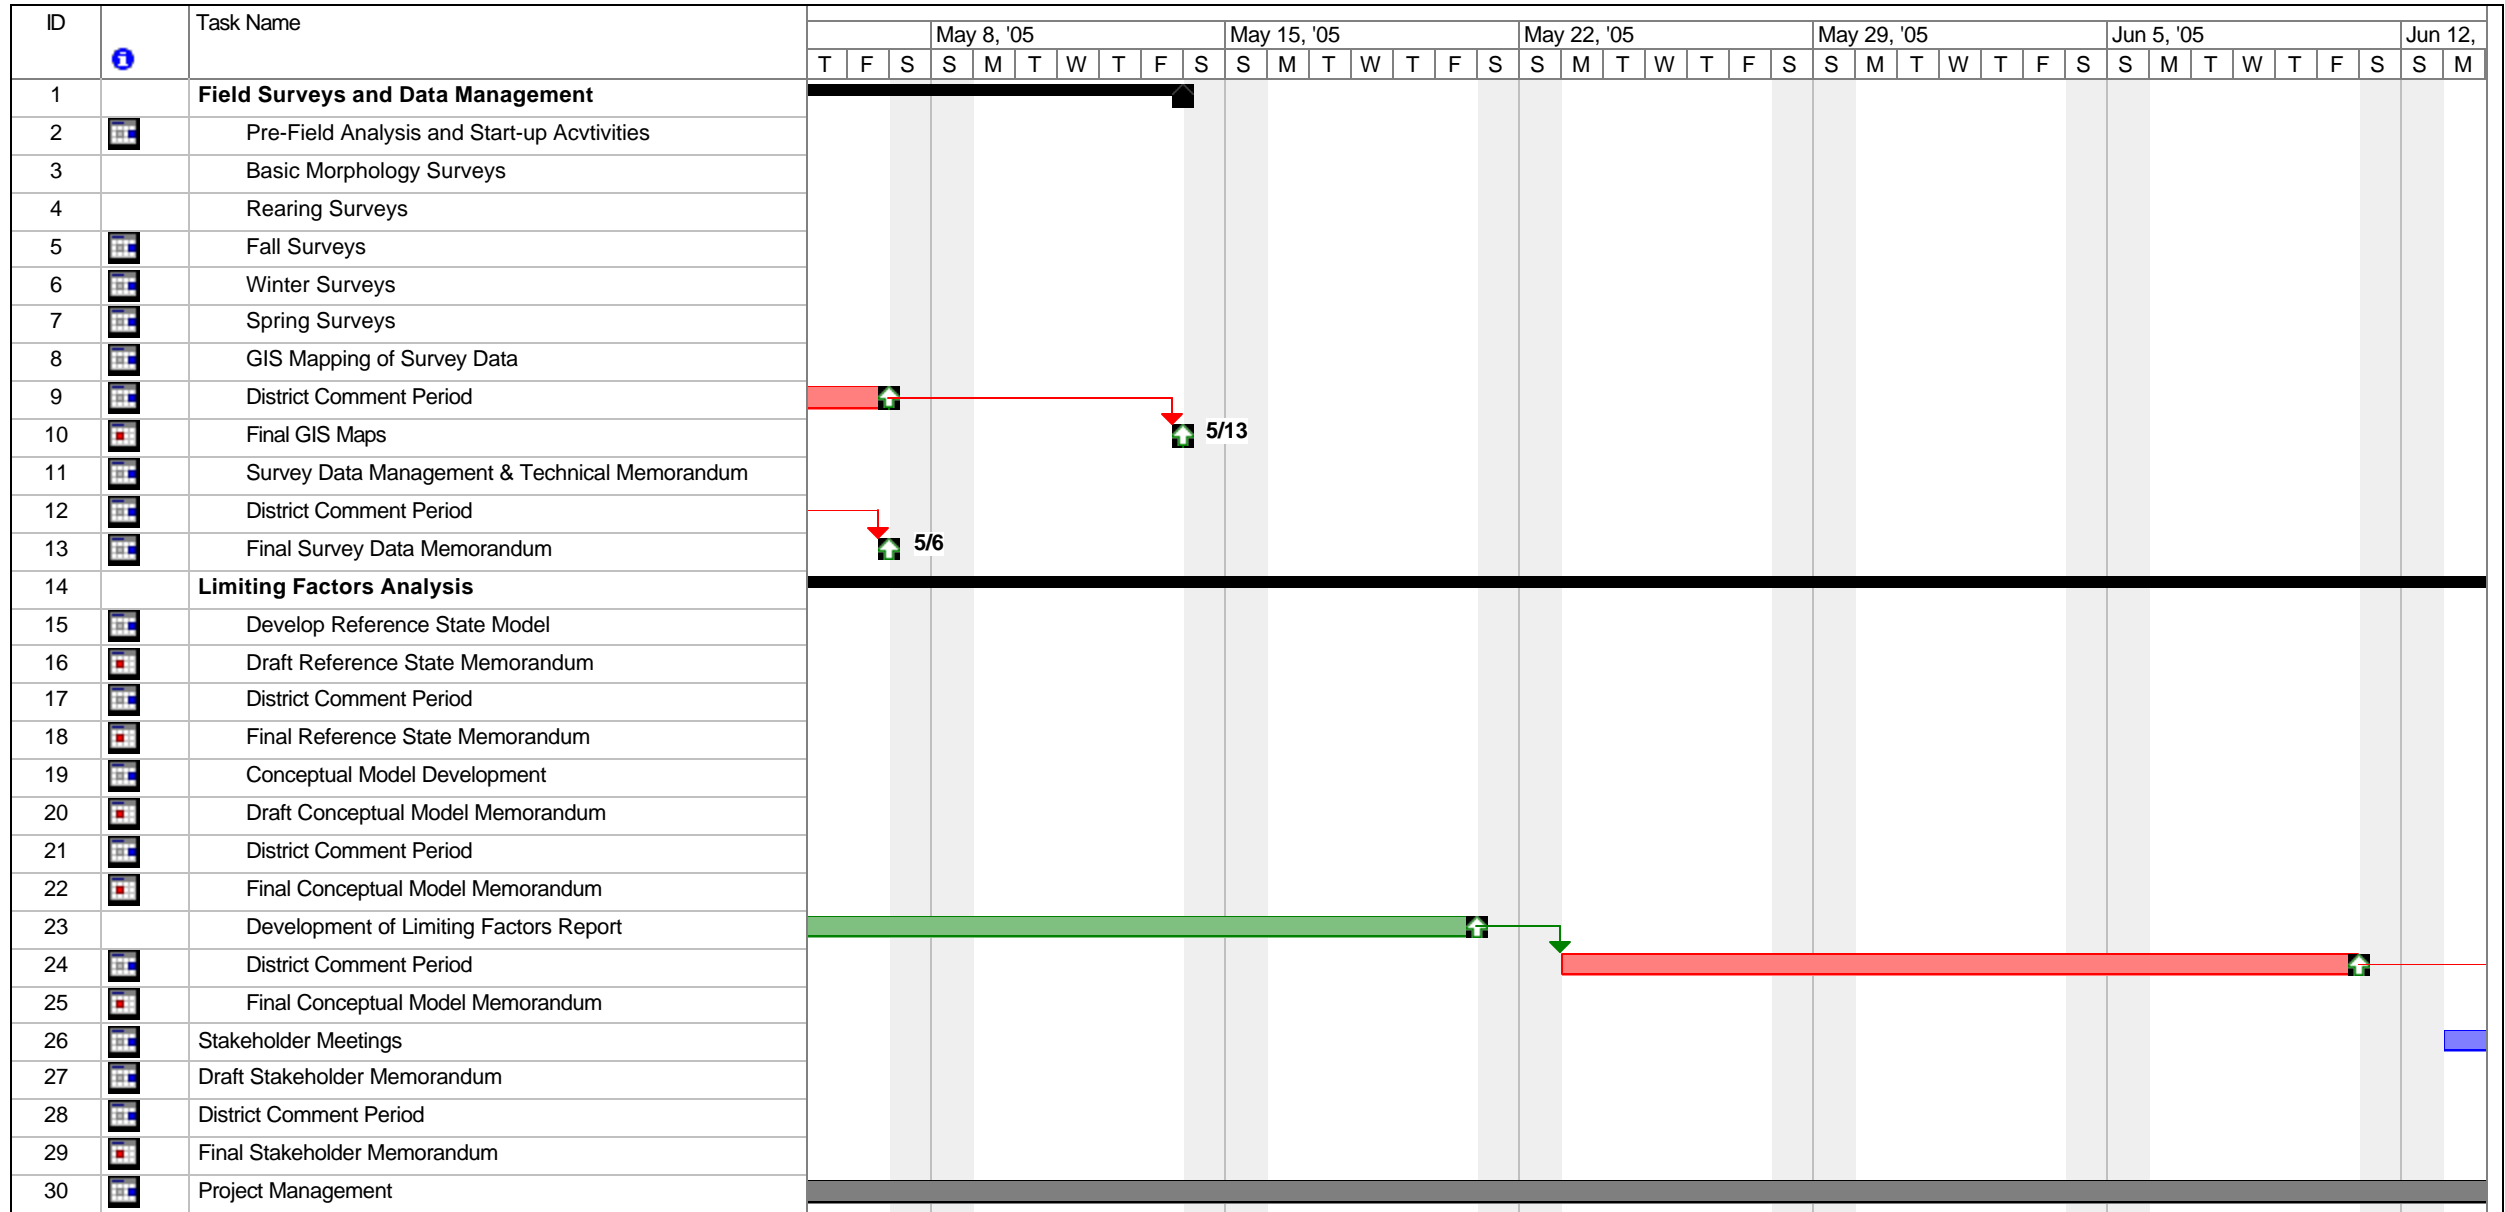 ID Task Name
May 8, '05 May 15, '05 May 22, '05 May 29, '05 Jun 5, '05 Jun 12,
T F S S M T W T F S S M T W T F S S M T W T F S S M T W T F S S M T W T F S S M
1 Field Surveys and Data Management
2 Pre-Field Analysis and Start-up Acvtivities
3 Basic Morphology Surveys
4 Rearing Surveys
5 Fall Surveys
6 Winter Surveys
7 Spring Surveys
8 GIS Mapping of Survey Data
9 District Comment Period
10 Final GIS Maps 5/13
11 Survey Data Management & Technical Memorandum
12 District Comment Period
13 Final Survey Data Memorandum 5/6
14 Limiting Factors Analysis
15 Develop Reference State Model
16 Draft Reference State Memorandum
17 District Comment Period
18 Final Reference State Memorandum
19 Conceptual Model Development
20 Draft Conceptual Model Memorandum
21 District Comment Period
22 Final Conceptual Model Memorandum
23 Development of Limiting Factors Report
24 District Comment Period
25 Final Conceptual Model Memorandum
26 Stakeholder Meetings
27 Draft Stakeholder Memorandum
28 District Comment Period
29 Final Stakeholder Memorandum
30 Project Management